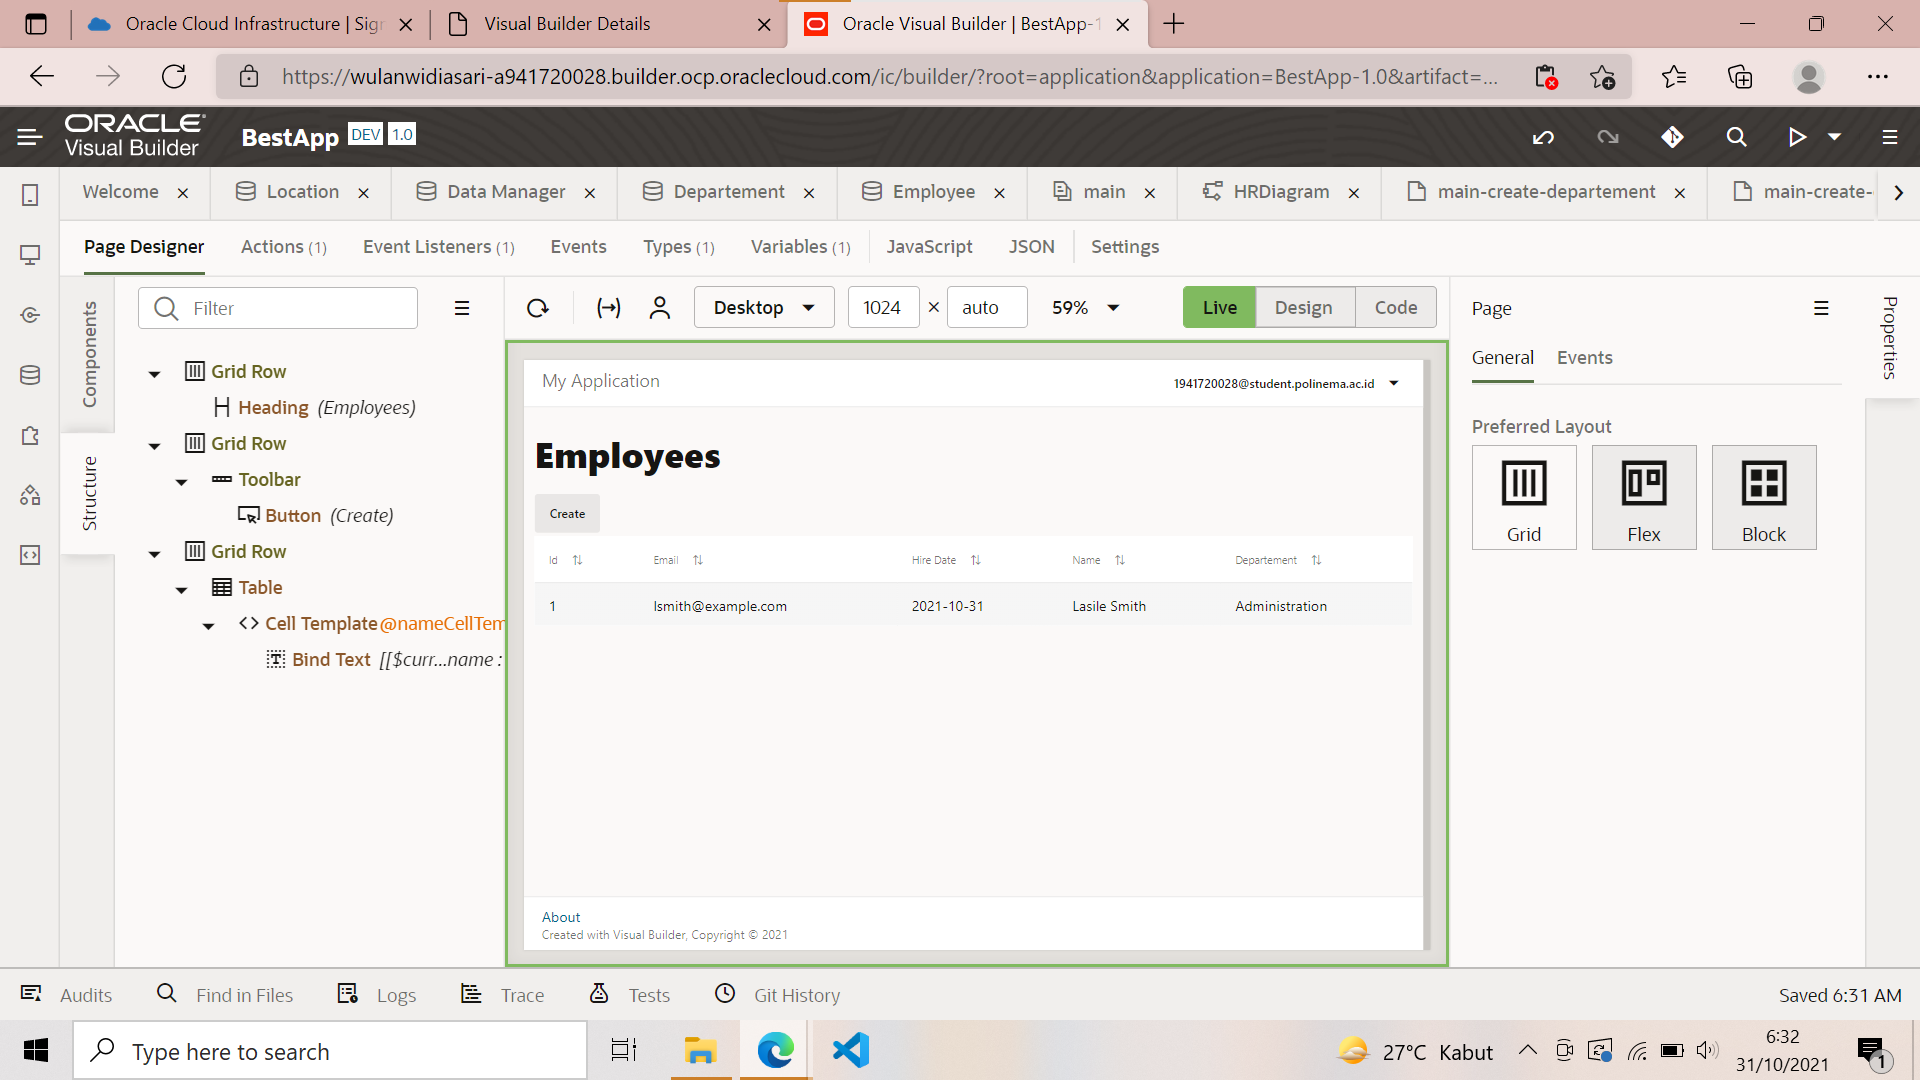 Oracle Cloud Infrastructure | Sig
Visual Builder Details
Oracle Visual Builder | BestApp-1
https://wulanwidiasari-a941720028.builder.ocp.oraclecloud.com/ic/builder/?root=application&application=BestApp-1.0&artifact=...
ORACLE
Visual Builder
BestApp DEV 1.0
Welcome
Location
Data Manager
Departement
Employee
main
HRDiagram
main-create-departement
main-create-
Page Designer
Actions (1)
Event Listeners (1)
Events
Types (1)
Variables (1)
JavaScript
JSON
Settings
Components
Structure
Filter
Grid Row
Heading (Employees)
Grid Row
Toolbar
Button (Create)
Grid Row
Table
Cell Template @nameCellTem
Bind Text [[$curr...name :
Desktop
1024 × auto
59%
Live
Design
Code
My Application
1941720028@student.polinema.ac.id
Employees
Create
Id Email Hire Date Name Departement
1 lsmith@example.com 2021-10-31 Lasile Smith Administration
About
Created with Visual Builder, Copyright © 2021
Page
General
Events
Preferred Layout
Grid
Flex
Block
Properties
Audits
Find in Files
Logs
Trace
Tests
Git History
Saved 6:31 AM
Type here to search
27°C Kabut
6:32
31/10/2021
1